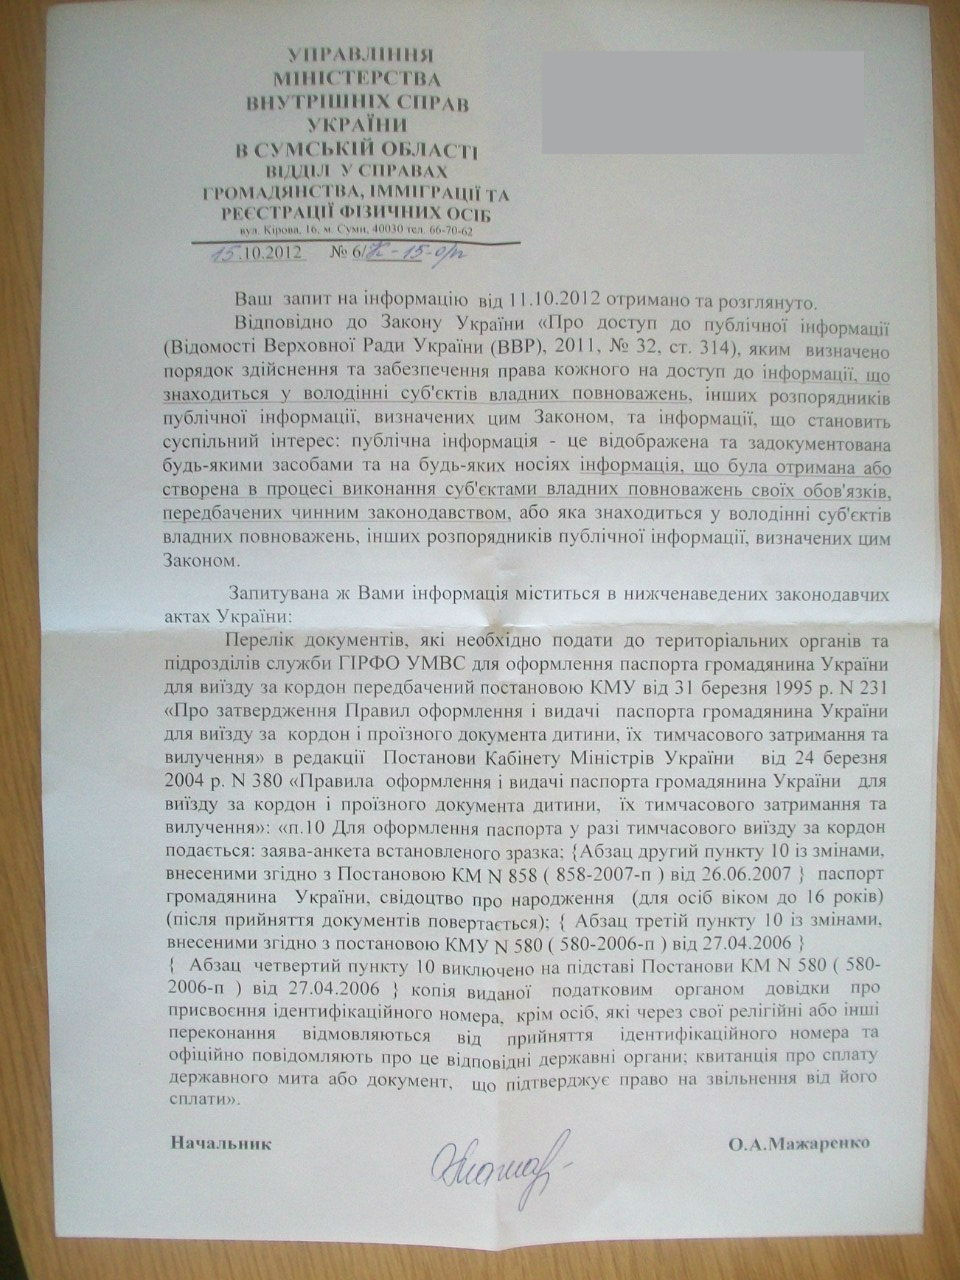 УПРАВЛІННЯ
МІНІСТЕРСТВА
ВНУТРІШНІХ СПРАВ
УКРАЇНИ
В СУМСЬКІЙ ОБЛАСТІ
ВІДДІЛ У СПРАВАХ
ГРОМАДЯНСТВА, ІММІГРАЦІЇ ТА
РЕЄСТРАЦІЇ ФІЗИЧНИХ ОСІБ
вул. Кірова, 16, м. Суми, 40030 тел. 66-70-62
15.10.2012 № 6/К-15-орп
Ваш запит на інформацію від 11.10.2012 отримано та розглянуто.
Відповідно до Закону України «Про доступ до публічної інформації
(Відомості Верховної Ради України (ВВР), 2011, № 32, ст. 314), яким визначено
порядок здійснення та забезпечення права кожного на доступ до інформації, що
знаходиться у володінні суб'єктів владних повноважень, інших розпорядників
публічної інформації, визначених цим Законом, та інформації, що становить
суспільний інтерес: публічна інформація - це відображена та задокументована
будь-якими засобами та на будь-яких носіях інформація, що була отримана або
створена в процесі виконання суб'єктами владних повноважень своїх обов'язків,
передбачених чинним законодавством, або яка знаходиться у володінні суб'єктів
владних повноважень, інших розпорядників публічної інформації, визначених цим
Законом.
Запитувана ж Вами інформація міститься в нижченаведених законодавчих
актах України:
Перелік документів, які необхідно подати до територіальних органів та
підрозділів служби ГІРФО УМВС для оформлення паспорта громадянина України
для виїзду за кордон передбачений постановою КМУ від 31 березня 1995 р. N 231
«Про затвердження Правил оформлення і видачі паспорта громадянина України
для виїзду за кордон і проїзного документа дитини, їх тимчасового затримання та
вилучення» в редакції Постанови Кабінету Міністрів України від 24 березня
2004 р. N 380 «Правила оформлення і видачі паспорта громадянина України для
виїзду за кордон і проїзного документа дитини, їх тимчасового затримання та
вилучення»: «п.10 Для оформлення паспорта у разі тимчасового виїзду за кордон
подається: заява-анкета встановленого зразка; {Абзац другий пункту 10 із змінами,
внесеними згідно з Постановою КМ N 858 ( 858-2007-п ) від 26.06.2007 } паспорт
громадянина України, свідоцтво про народження (для осіб віком до 16 років)
(після прийняття документів повертається); { Абзац третій пункту 10 із змінами,
внесеними згідно з постановою КМУ N 580 ( 580-2006-п ) від 27.04.2006 }
{ Абзац четвертий пункту 10 виключено на підставі Постанови КМ N 580 ( 580-
2006-п ) від 27.04.2006 } копія виданої податковим органом довідки про
присвоєння ідентифікаційного номера, крім осіб, які через свої релігійні або інші
переконання відмовляються від прийняття ідентифікаційного номера та
офіційно повідомляють про це відповідні державні органи; квитанція про сплату
державного мита або документ, що підтверджує право на звільнення від його
сплати».
Начальник О.А.Мажаренко